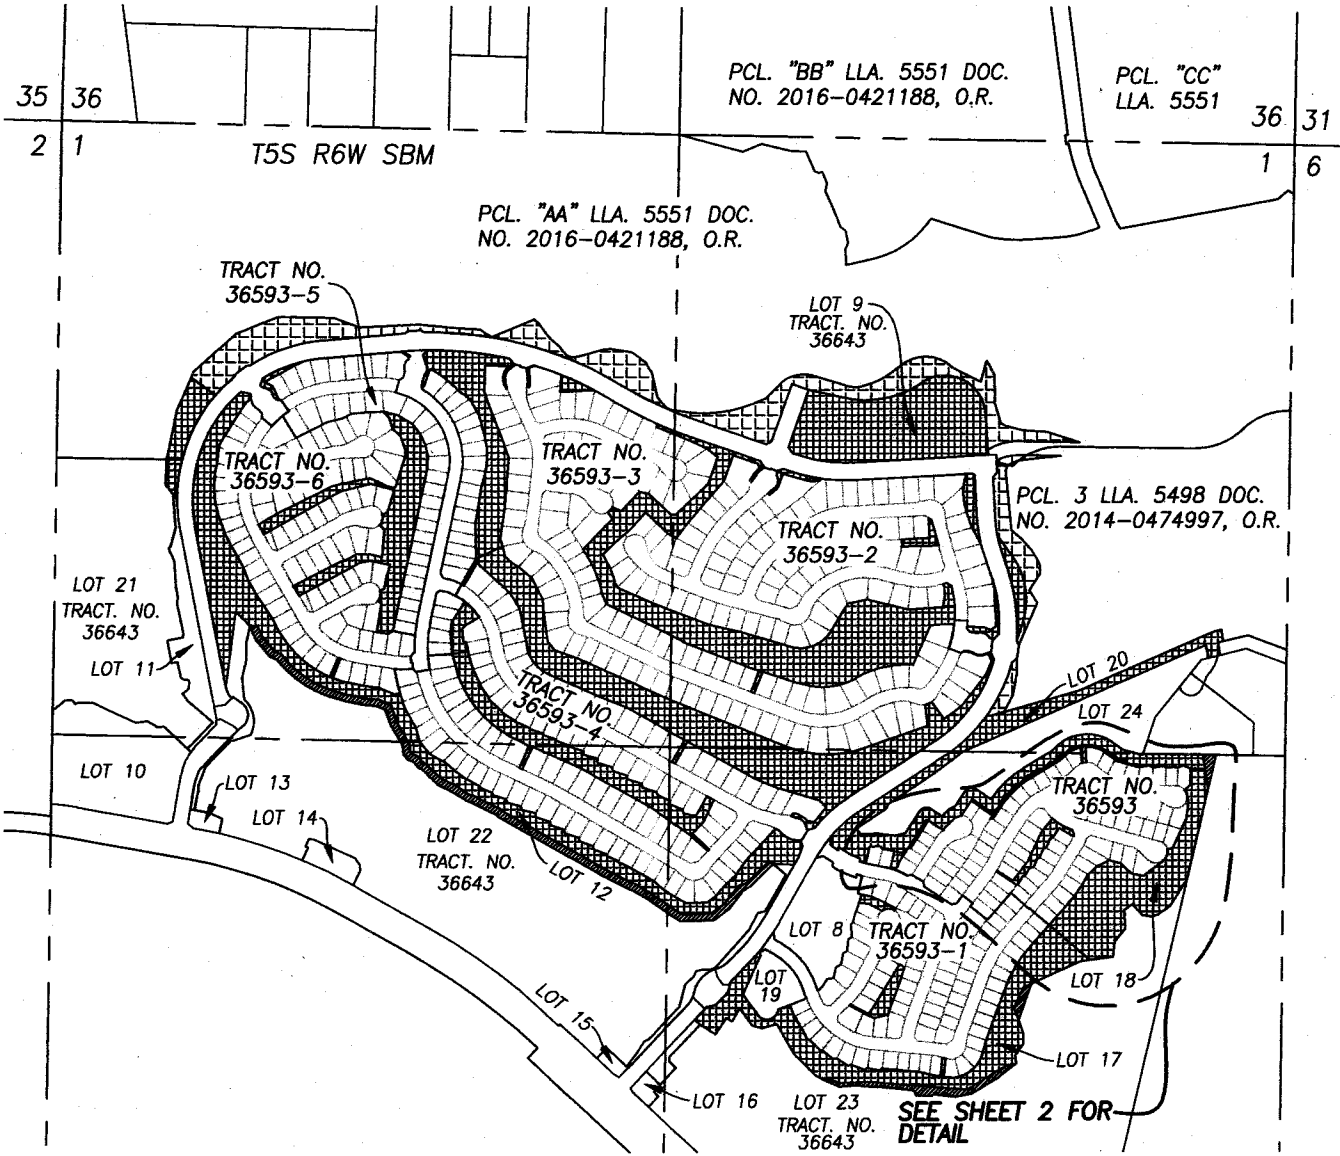 PCL. "BB" LLA. 5551 DOC.
NO. 2016-0421188, O.R.
PCL. "CC"
LLA. 5551
35 36
2 1
36 31
1 6
T5S R6W SBM
PCL. "AA" LLA. 5551 DOC.
NO. 2016-0421188, O.R.
TRACT NO.
36593-5
LOT 9
TRACT. NO.
36643
TRACT NO.
36593-6
TRACT NO.
36593-3
TRACT NO.
36593-2
PCL. 3 LLA. 5498 DOC.
NO. 2014-0474997, O.R.
LOT 21
TRACT. NO.
36643
LOT 11
LOT 20
LOT 24
TRACT NO.
36593-4
LOT 10
LOT 13
LOT 14
TRACT NO.
36593
LOT 22
TRACT. NO.
36643
LOT 12
LOT 8
TRACT NO.
36593-1
LOT
19
LOT 18
LOT 15
LOT 17
LOT 16
LOT 23
TRACT. NO.
36643
SEE SHEET 2 FOR
DETAIL